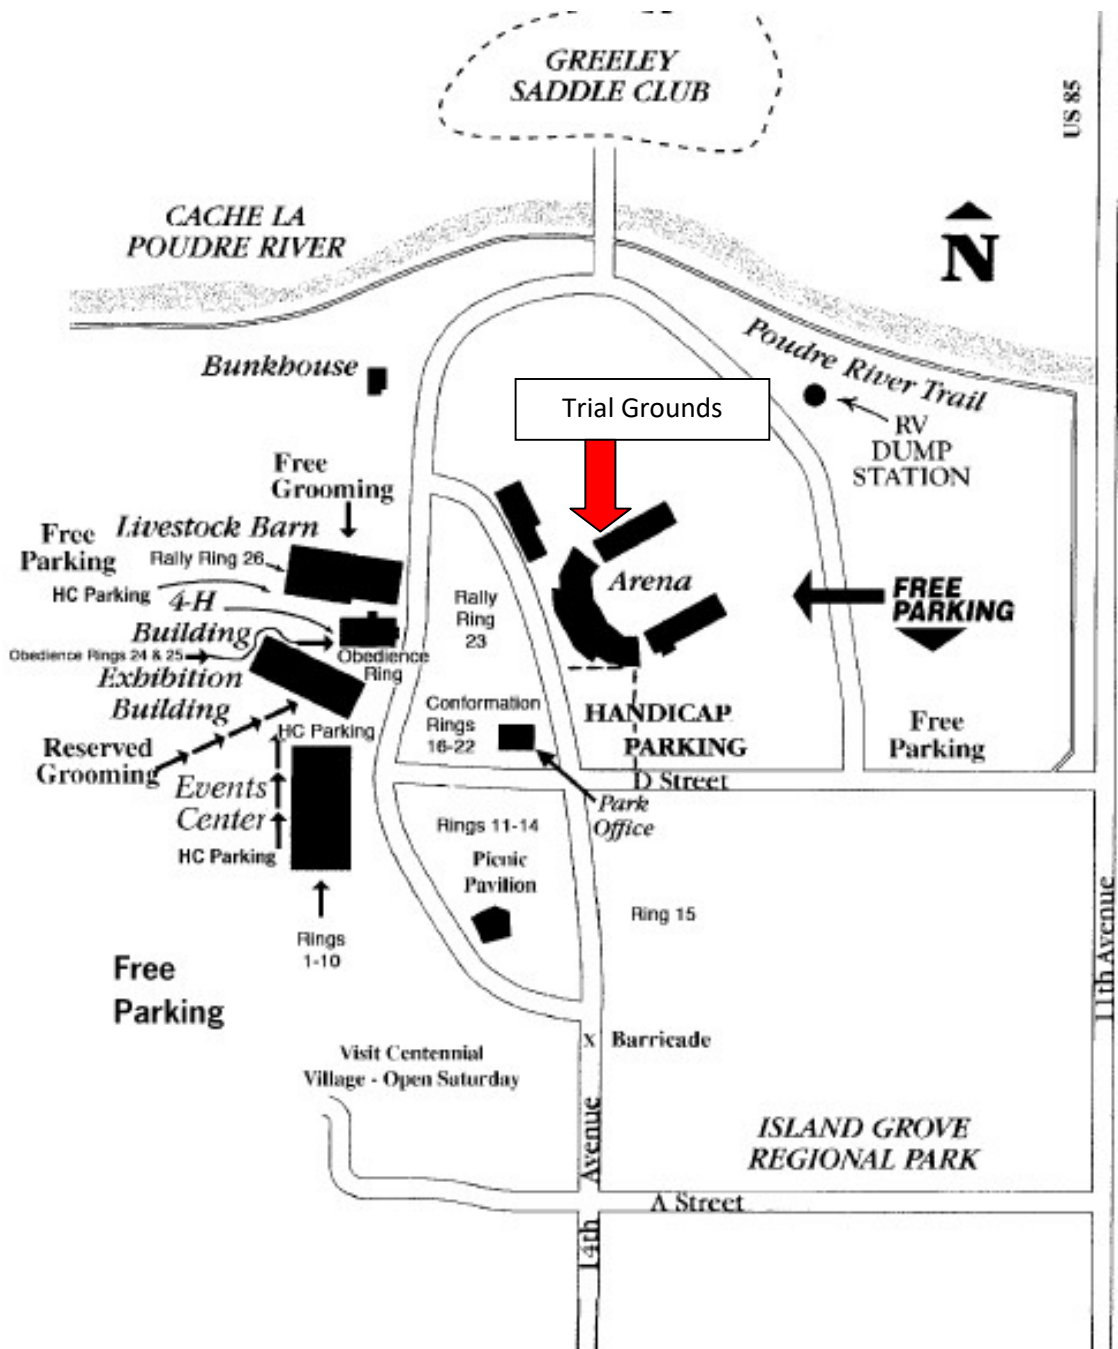 GREELEY
SADDLE CLUB
US 85
CACHE LA
POUDRE RIVER
N
Poudre River Trail
Bunkhouse
Trial Grounds
RV
DUMP
STATION
Free
Grooming
Livestock Barn
Free
Parking
Rally Ring 26
HC Parking
4-H
Building
Obedience Rings 24 & 25
Obedience
Ring
Exhibition
Building
Rally
Ring
23
Arena
FREE
PARKING
Conformation
Rings
16-22
HANDICAP
PARKING
Free
Parking
HC Parking
Reserved
Grooming
Events
Center
HC Parking
D Street
Park
Office
Rings 11-14
Picnic
Pavilion
Ring 15
Rings
1-10
Free
Parking
11th Avenue
x Barricade
Visit Centennial
Village - Open Saturday
ISLAND GROVE
REGIONAL PARK
A Street
14th Avenue